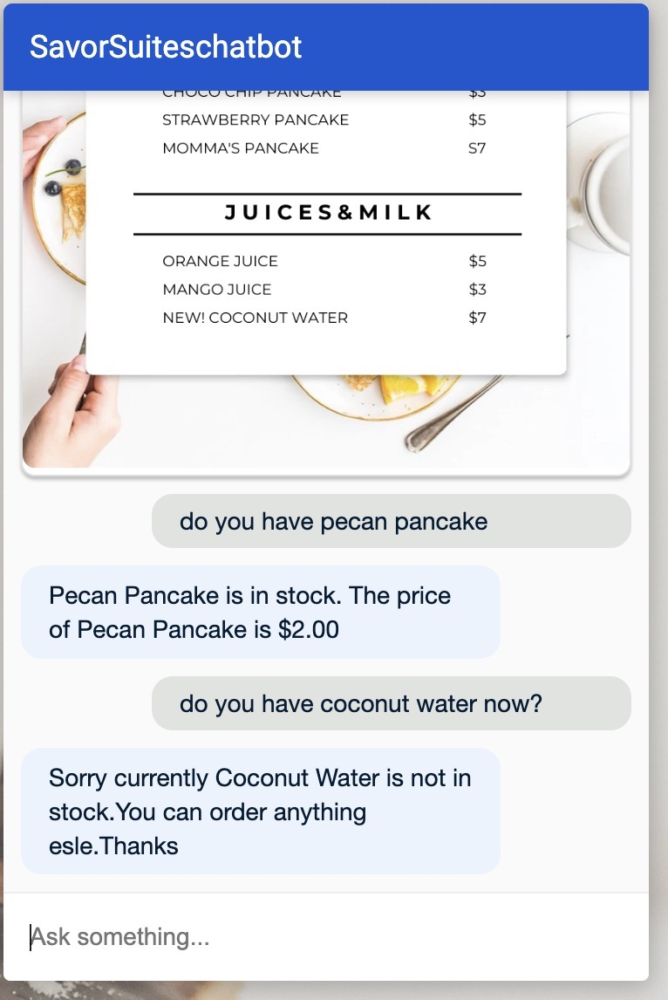 SavorSuiteschatbot
CHOCO CHIP PANCAKE $3
STRAWBERRY PANCAKE $5
MOMMA'S PANCAKE S7
JUICES&MILK
ORANGE JUICE $5
MANGO JUICE $3
NEW! COCONUT WATER $7
do you have pecan pancake
Pecan Pancake is in stock. The price
of Pecan Pancake is $2.00
do you have coconut water now?
Sorry currently Coconut Water is not in
stock.You can order anything
esle.Thanks
Ask something...